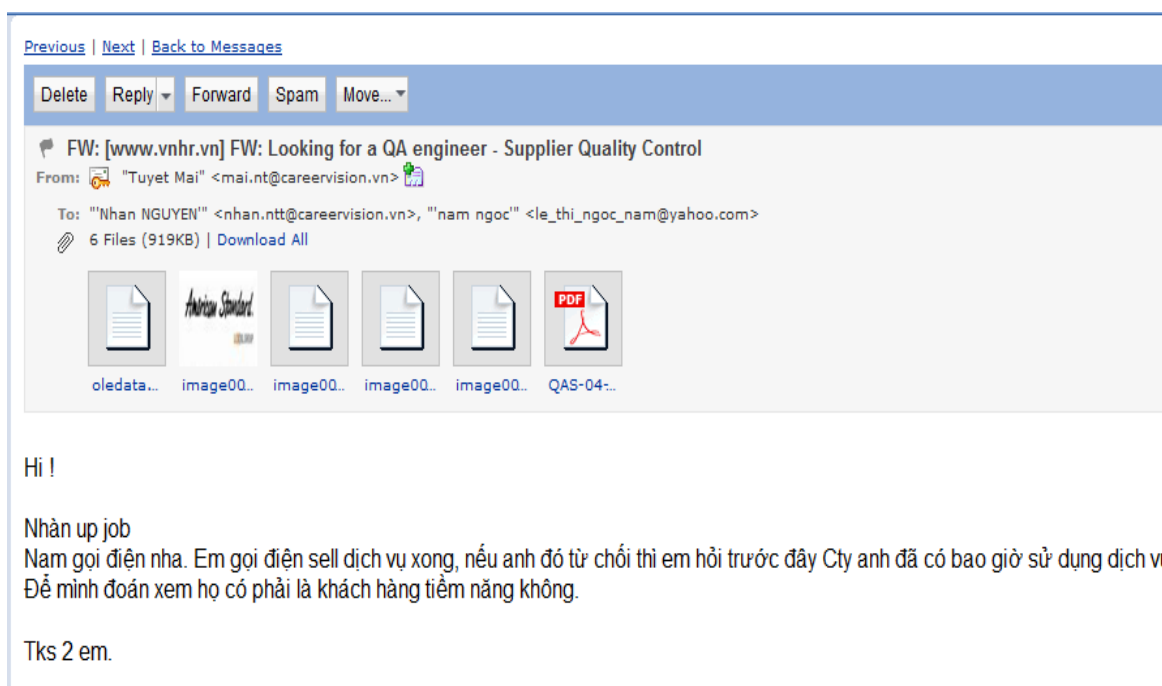 Previous | Next | Back to Messages
Delete Reply Forward Spam Move...
FW: [www.vnhr.vn] FW: Looking for a QA engineer - Supplier Quality Control
From: "Tuyet Mai" <mai.nt@careervision.vn>
To: "'Nhan NGUYEN'" <nhan.ntt@careervision.vn>, "'nam ngoc'" <le_thi_ngoc_nam@yahoo.com>
6 Files (919KB) | Download All
American Standard.
PDF
oledata... image00... image00... image00... image00... QAS-04-...
Hi !
Nhàn up job
Nam gọi điện nha. Em gọi điện sell dịch vụ xong, nếu anh đó từ chối thì em hỏi trước đây Cty anh đã có bao giờ sử dụng dịch
Để mình đoán xem họ có phải là khách hàng tiềm năng không.
Tks 2 em.